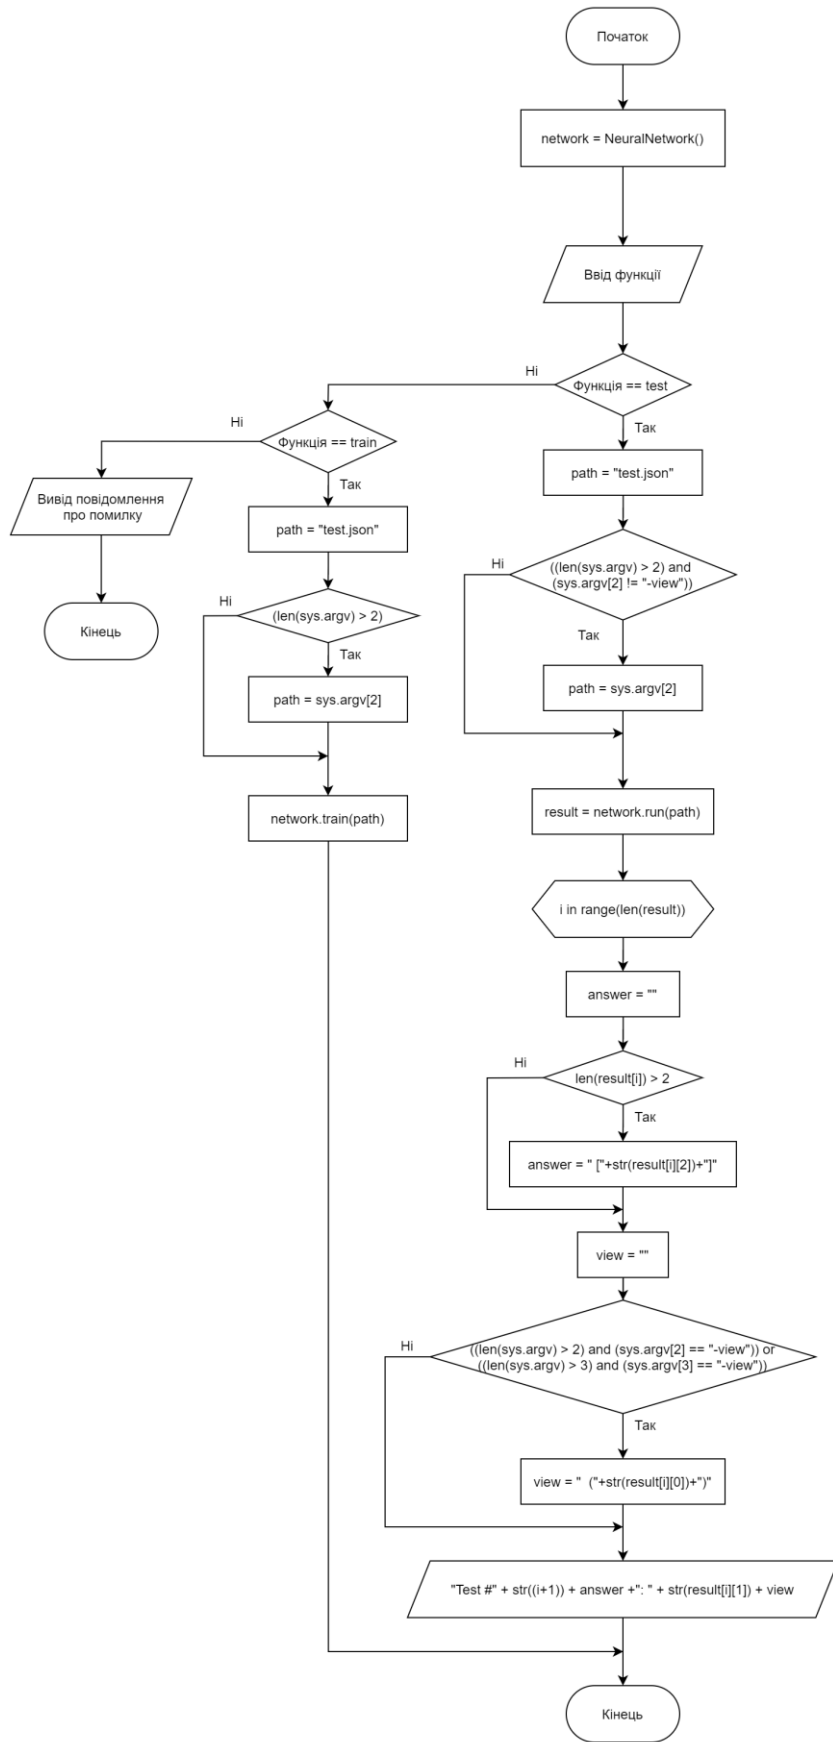 Початок
network = NeuralNetwork()
Ввід функції
Ні
Функція == test
Ні
Так
Функція == train
path = "test.json"
Так
Вивід повідомлення
про помилку
path = "test.json"
Ні
((len(sys.argv) > 2) and
(sys.argv[2] != "-view"))
Ні
(len(sys.argv) > 2)
Кінець
Так
Так
path = sys.argv[2]
path = sys.argv[2]
network.train(path)
result = network.run(path)
i in range(len(result))
answer = ""
Ні
len(result[i]) > 2
Так
answer = " ["+str(result[i][2])+"]"
view = ""
Ні
((len(sys.argv) > 2) and (sys.argv[2] == "-view")) or
((len(sys.argv) > 3) and (sys.argv[3] == "-view"))
Так
view = "  ("+str(result[i][0])+")"
"Test #" + str((i+1)) + answer +": " + str(result[i][1]) + view
Кінець